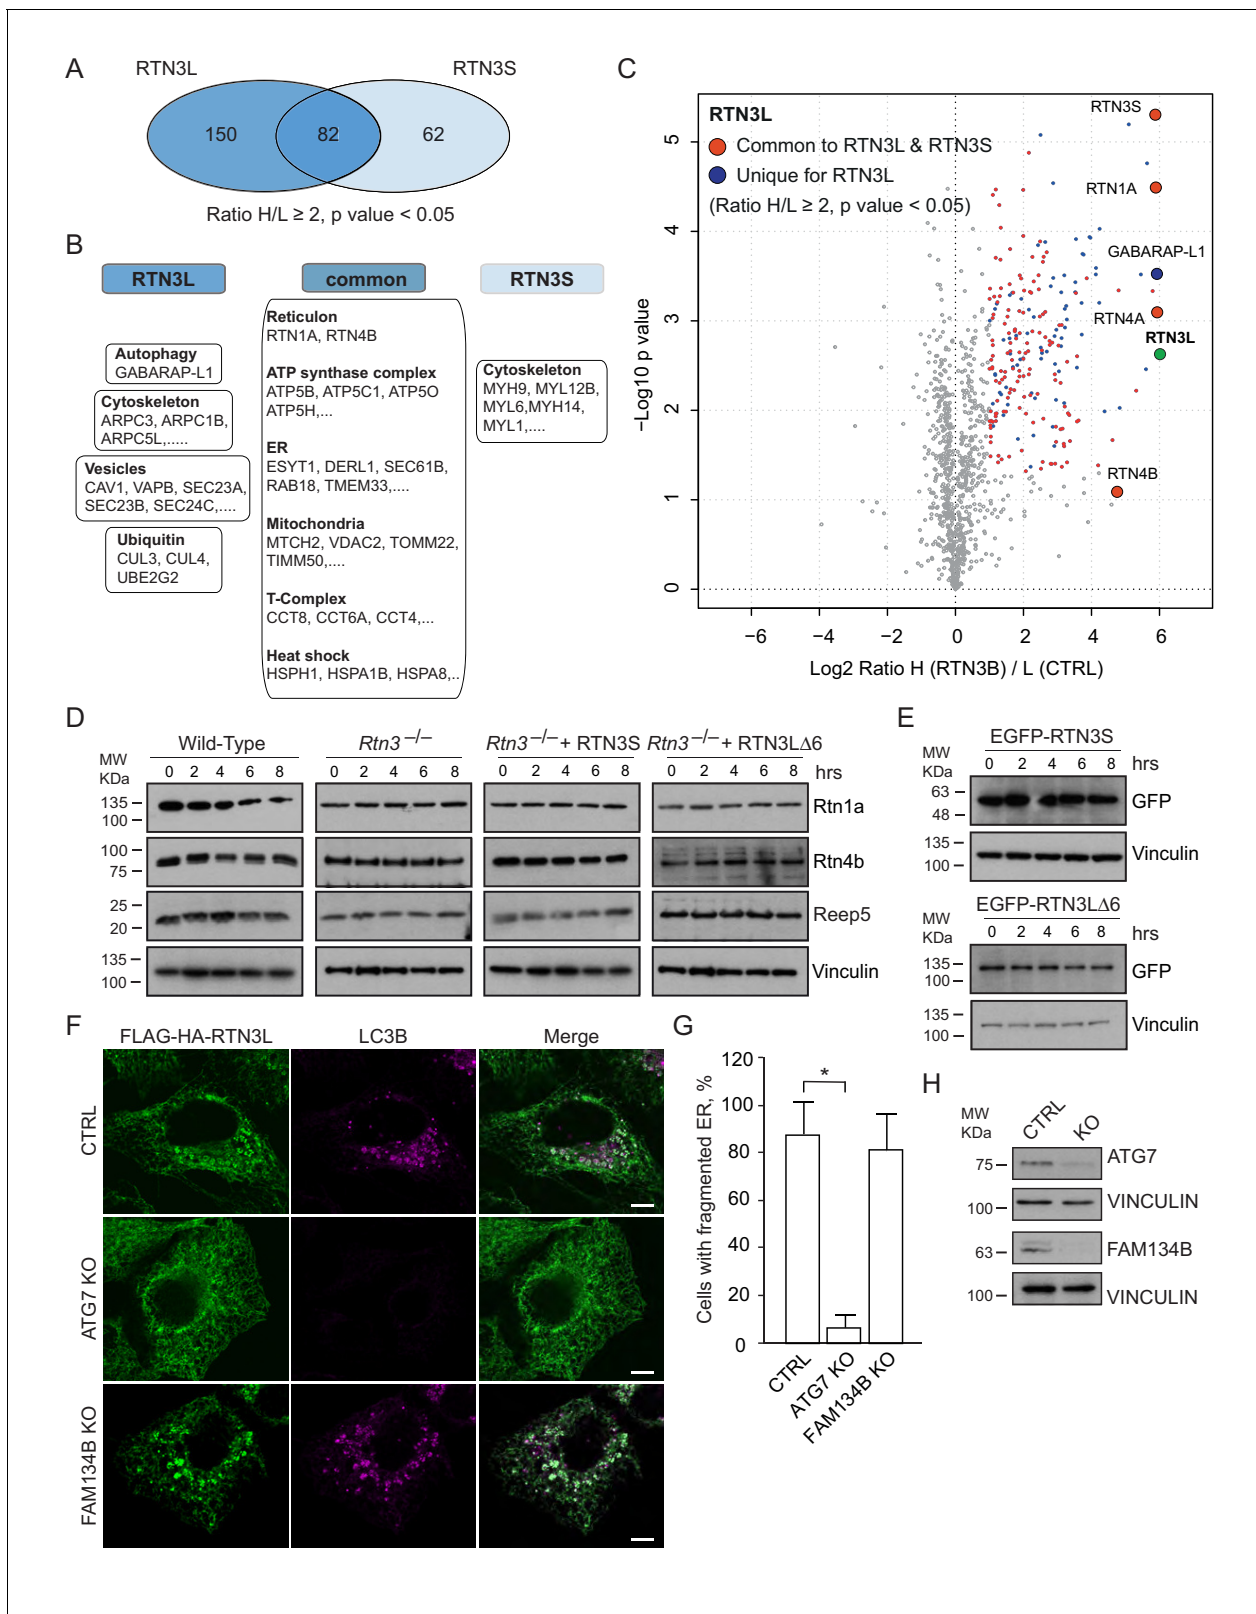 A
RTN3L
RTN3S
150
82
62
Ratio H/L ≥ 2, p value < 0.05
B
RTN3L
common
RTN3S
Autophagy
GABARAP-L1
Cytoskeleton
ARPC3, ARPC1B,
ARPC5L,.....
Vesicles
CAV1, VAPB, SEC23A,
SEC23B, SEC24C,....
Ubiquitin
CUL3, CUL4,
UBE2G2
Reticulon
RTN1A, RTN4B
ATP synthase complex
ATP5B, ATP5C1, ATP5O
ATP5H,...
ER
ESYT1, DERL1, SEC61B,
RAB18, TMEM33,....
Mitochondria
MTCH2, VDAC2, TOMM22,
TIMM50,....
T-Complex
CCT8, CCT6A, CCT4,...
Heat shock
HSPH1, HSPA1B, HSPA8,..
Cytoskeleton
MYH9, MYL12B,
MYL6,MYH14,
MYL1,....
C
RTN3L
Common to RTN3L & RTN3S
Unique for RTN3L
(Ratio H/L ≥ 2, p value < 0.05)
RTN3S
RTN1A
GABARAP-L1
RTN4A
RTN3L
RTN4B
−Log10 p value
5
4
3
2
1
0
−6 −4 −2 0 2 4 6
Log2 Ratio H (RTN3B) / L (CTRL)
D
MW
KDa
Wild-Type
Rtn3−/−
Rtn3−/−+ RTN3S
Rtn3−/−+ RTN3LΔ6
0 2 4 6 8
0 2 4 6 8
0 2 4 6 8
0 2 4 6 8
hrs
135
100
Rtn1a
100
75
Rtn4b
25
20
Reep5
135
100
Vinculin
E
EGFP-RTN3S
MW
KDa
0 2 4 6 8 hrs
63
48
GFP
135
100
Vinculin
EGFP-RTN3LΔ6
MW
KDa
0 2 4 6 8 hrs
135
100
GFP
135
100
Vinculin
F
FLAG-HA-RTN3L
LC3B
Merge
CTRL
ATG7 KO
FAM134B KO
G
Cells with fragmented ER, %
120
100
80
60
40
20
0
*
CTRL
ATG7 KO
FAM134B KO
H
MW
KDa
CTRL
KO
75
ATG7
100
VINCULIN
63
FAM134B
100
VINCULIN